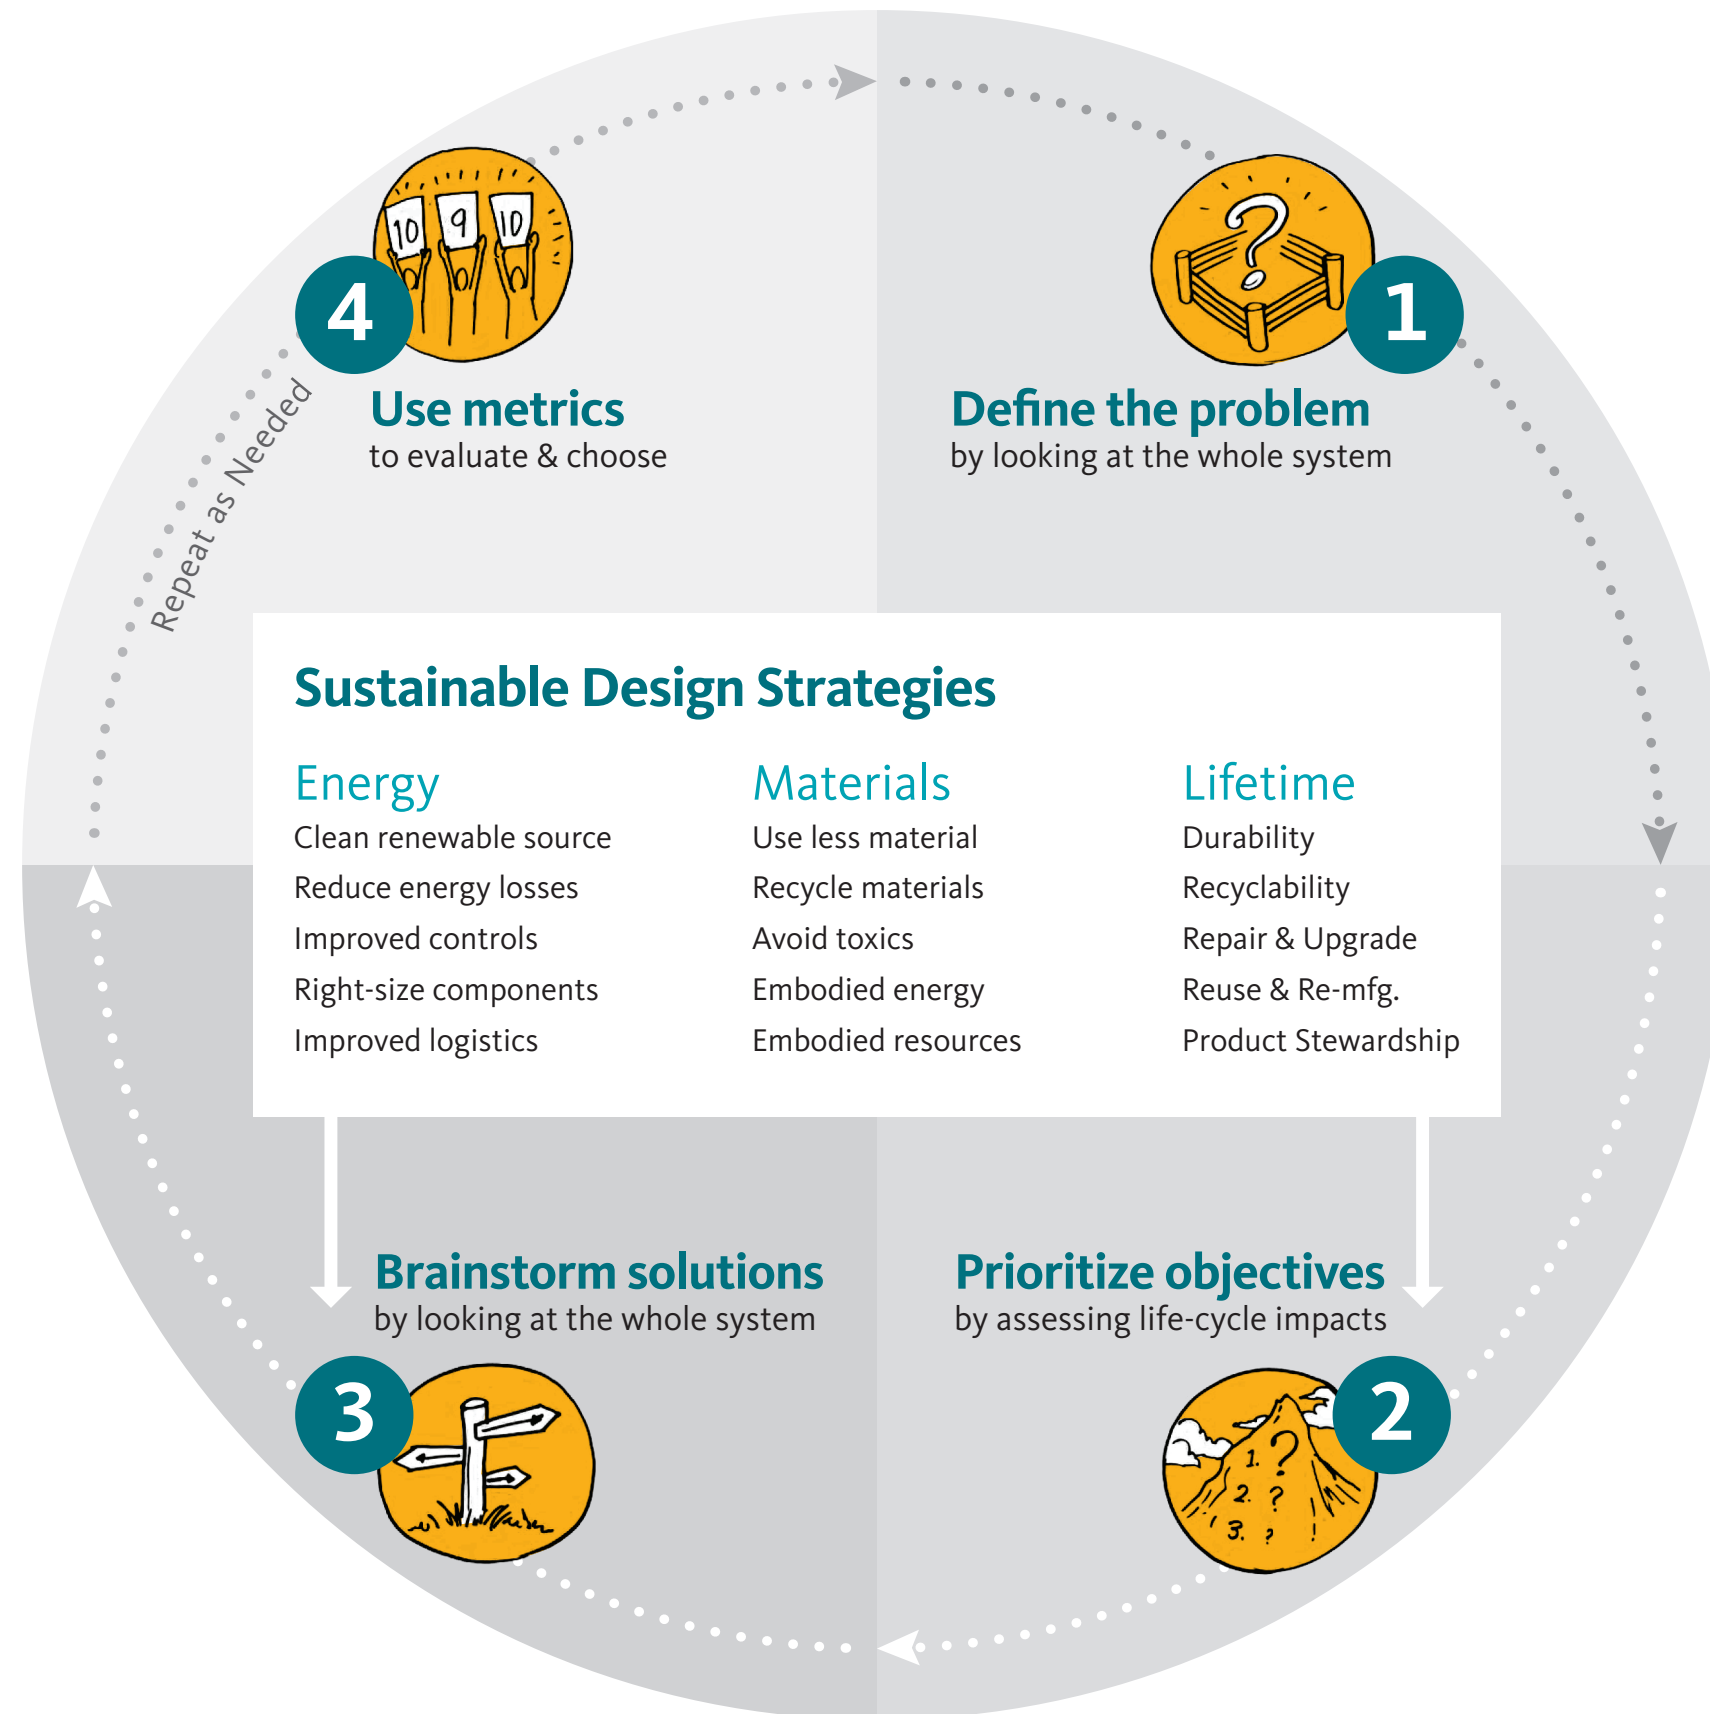 10 9 10
4
Use metrics
to evaluate & choose
?
1
Define the problem
by looking at the whole system
Repeat as Needed
Sustainable Design Strategies
Energy
Clean renewable source
Reduce energy losses
Improved controls
Right-size components
Improved logistics
Materials
Use less material
Recycle materials
Avoid toxics
Embodied energy
Embodied resources
Lifetime
Durability
Recyclability
Repair & Upgrade
Reuse & Re-mfg.
Product Stewardship
Brainstorm solutions
by looking at the whole system
3
Prioritize objectives
by assessing life-cycle impacts
2
1. ?
2. ?
3. ?